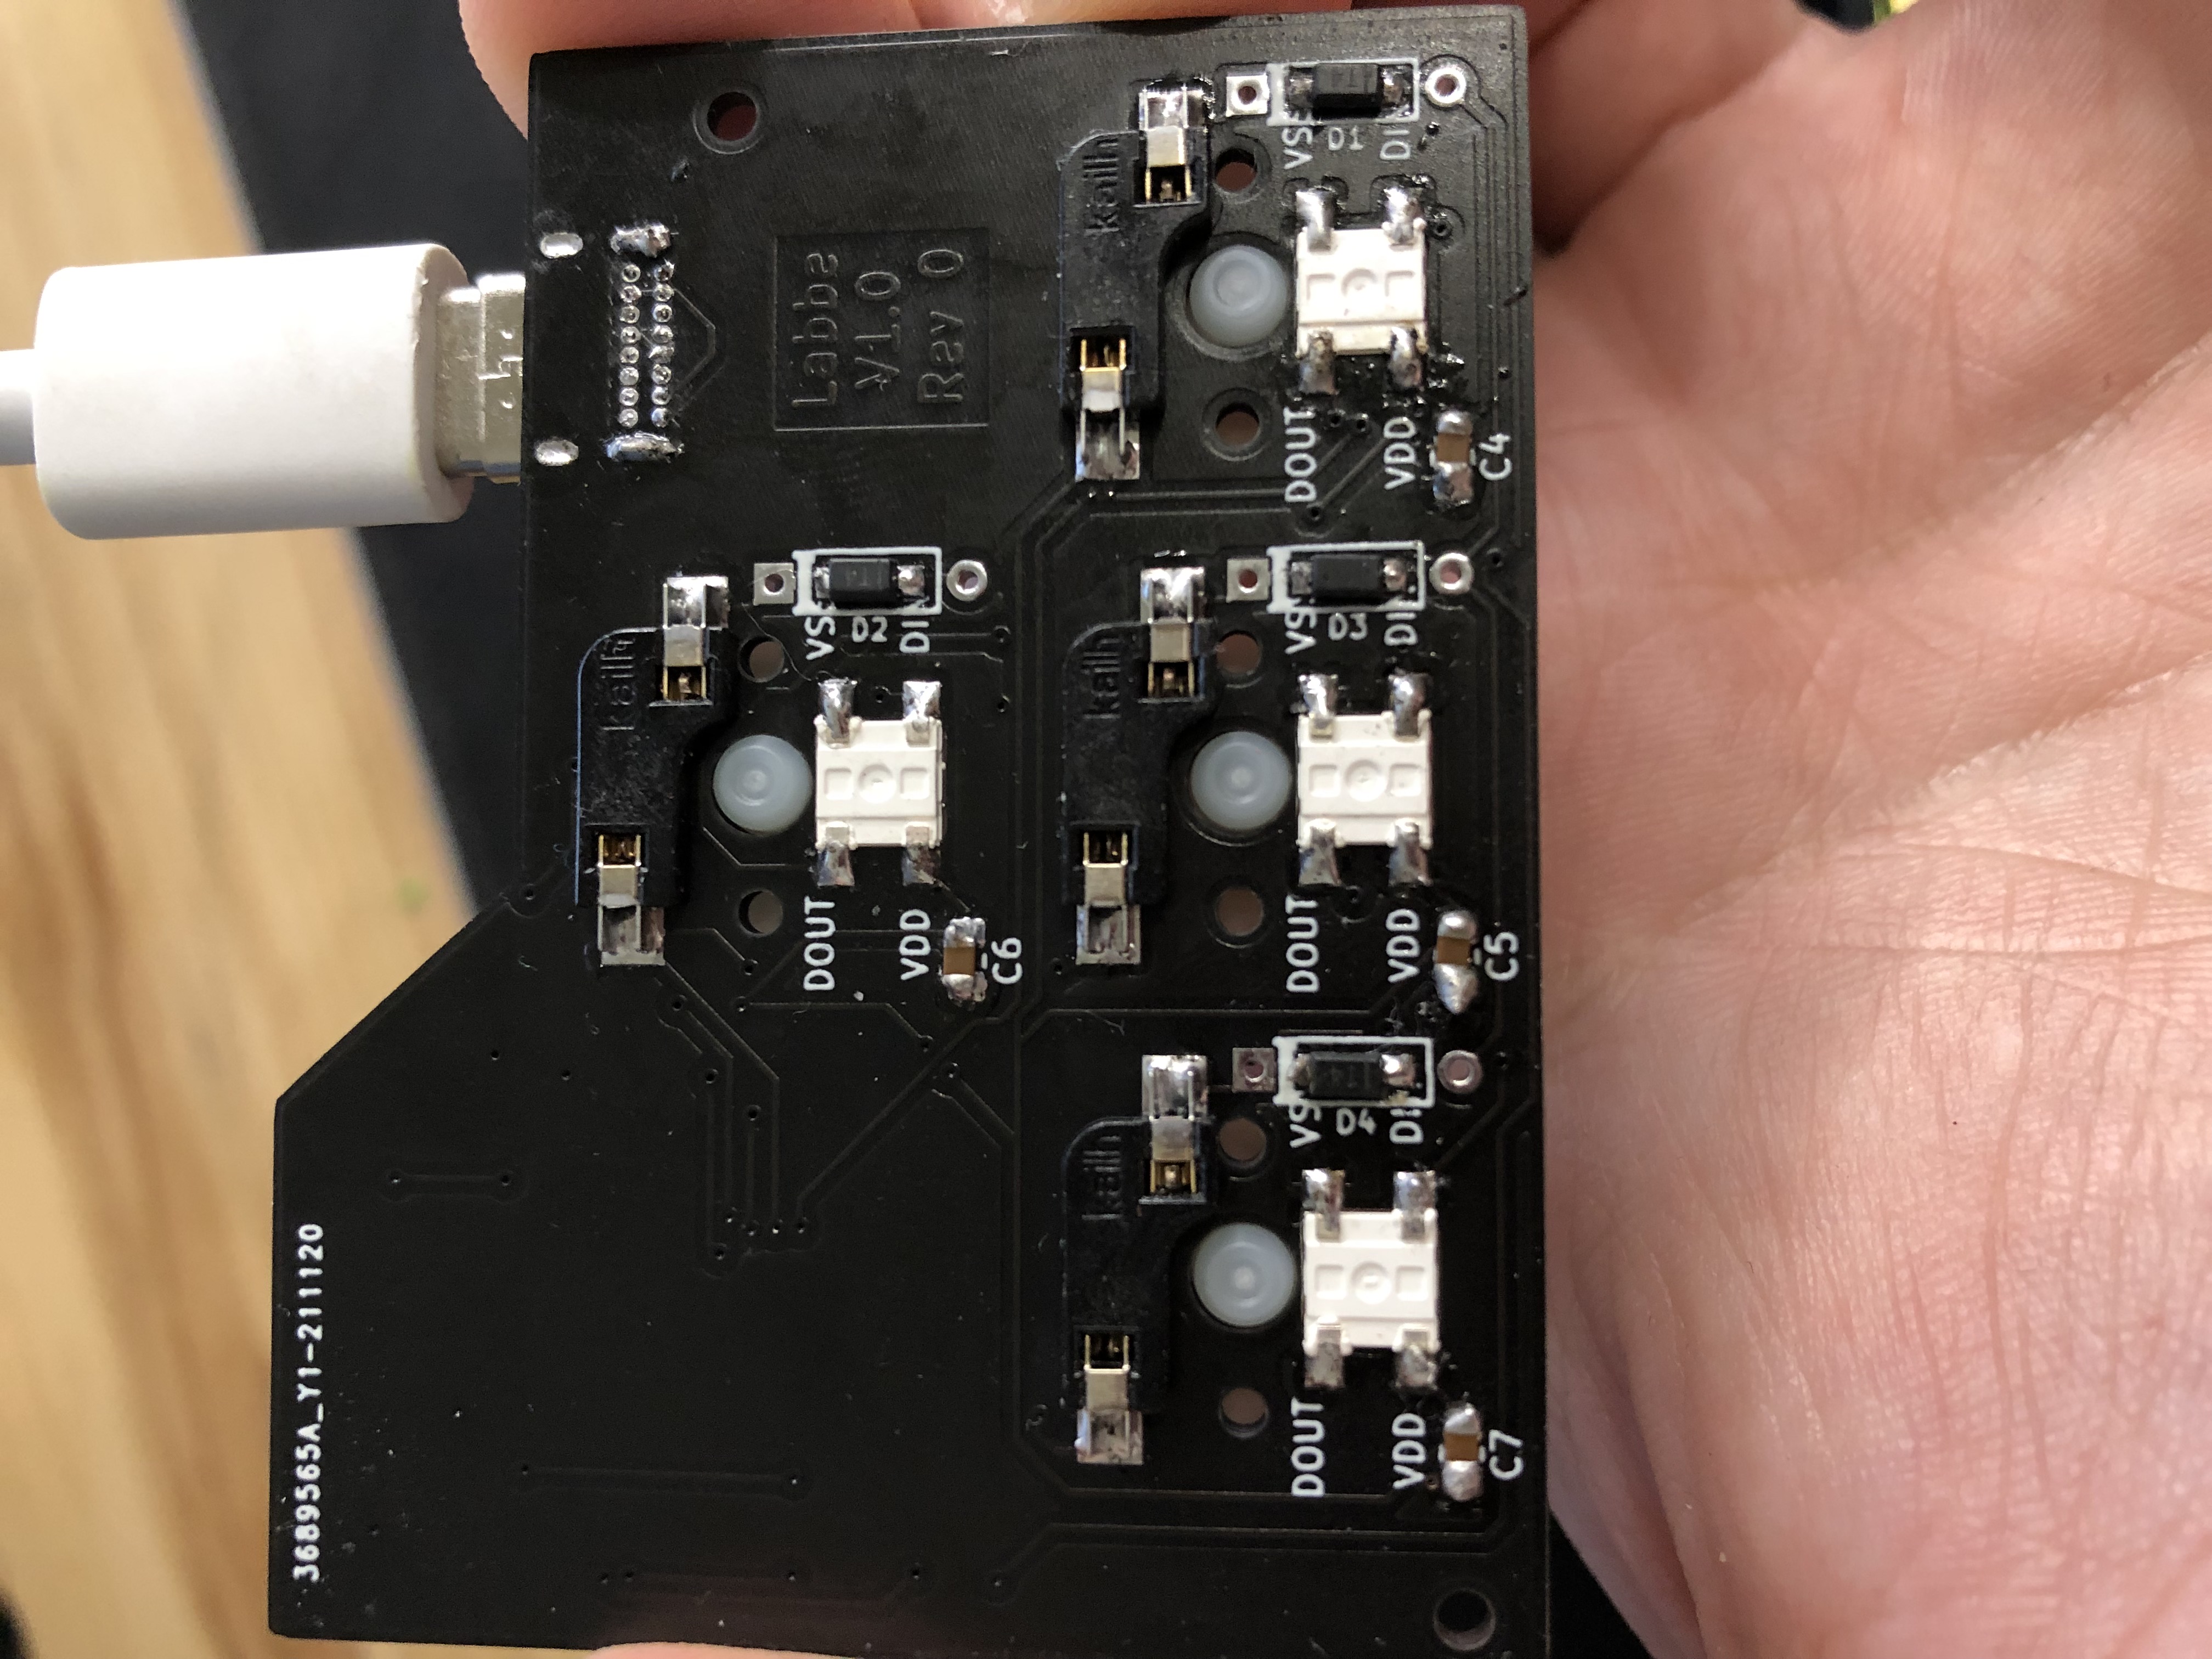 3689565A_Y1-211120
kailh
DOUT VS
D2
VDD DI
C6
Labbe
V1.0
Rev 0
kailh
kailh
kailh
DOUT VS
D4
VDD DI
C7
DOUT VS
D3
VDD DI
C5
DOUT VS
D1
VDD DI
C4